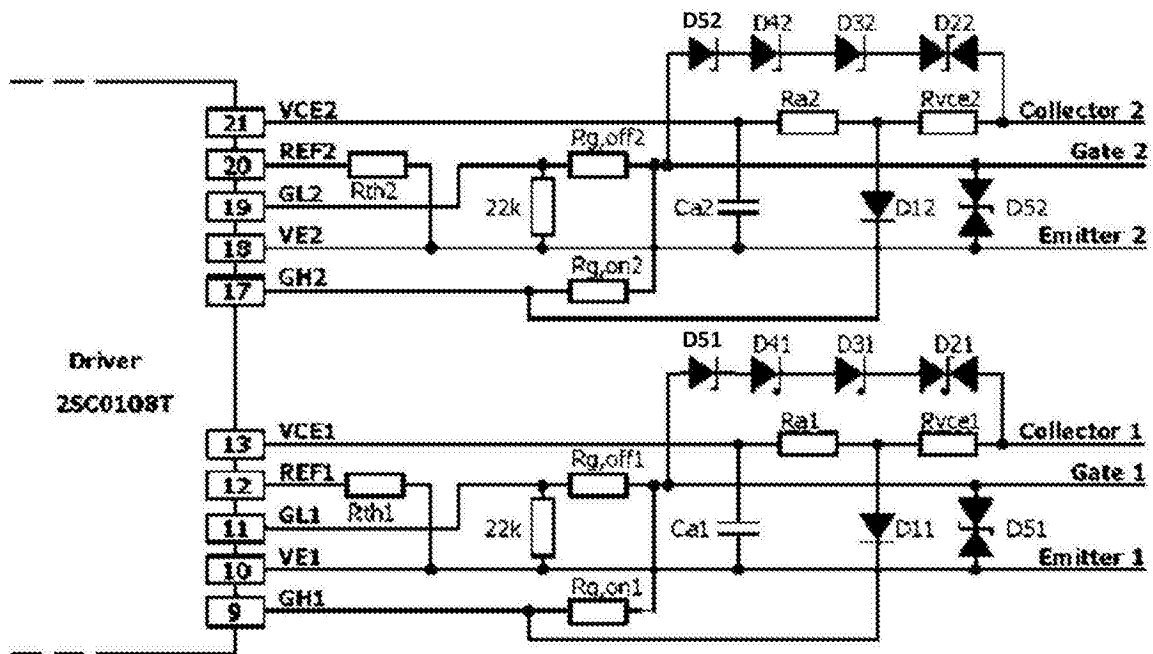 D52 D42 D32 D22
21 VCE2 Ra2 Rvce2 Collector 2
20 REF2 Rg,off2 Gate 2
Rth2
19 GL2 22k Ca2 D12 D52
18 VE2 Emitter 2
Rg,on2
17 GH2
D51 D41 D31 D21
Driver
2SC0108T
13 VCE1 Ra1 Rvce1 Collector 1
12 REF1 Rg,off1 Gate 1
Rth1
11 GL1 22k Ca1 D11 D51
10 VE1 Emitter 1
Rg,on1
9 GH1